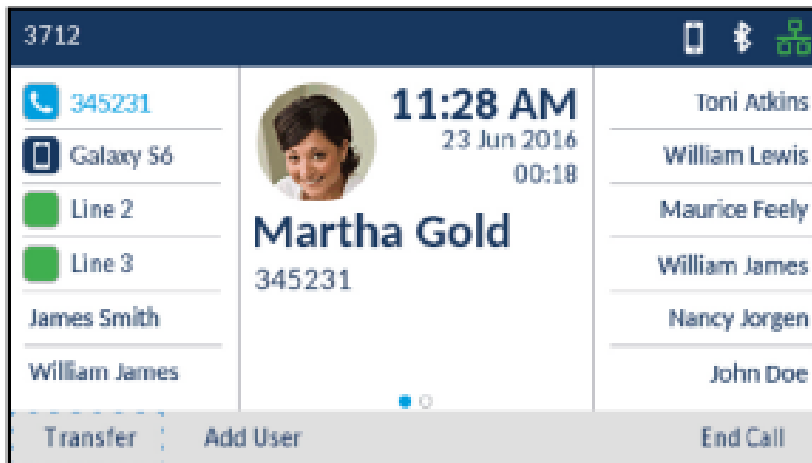 3712
345231
Galaxy S6
Line 2
Line 3
James Smith
William James
11:28 AM
23 Jun 2016
00:18
Martha Gold
345231
Toni Atkins
William Lewis
Maurice Feely
William James
Nancy Jorgen
John Doe
Transfer
Add User
End Call